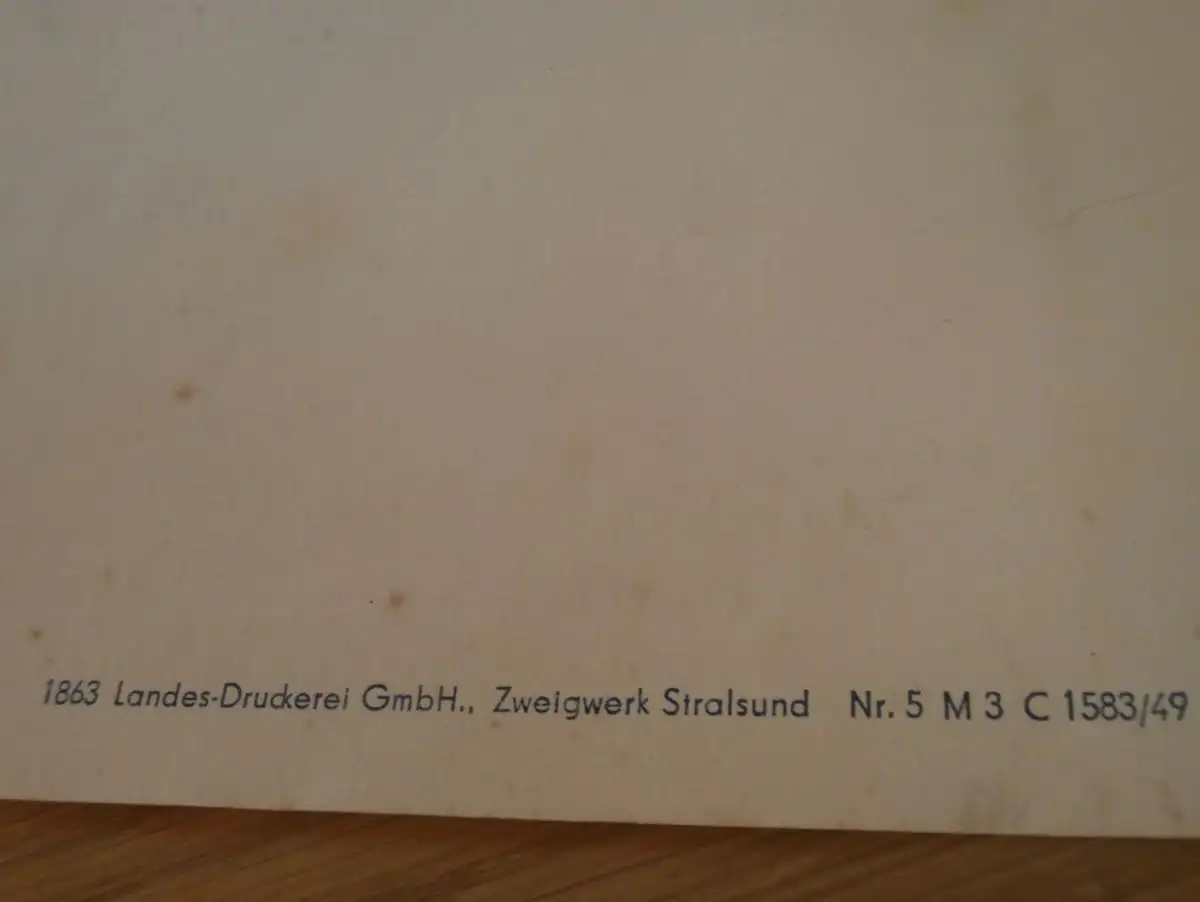 1863 Landes-Druckerei GmbH., Zweigwerk Stralsund Nr. 5 M 3 C 1583/49